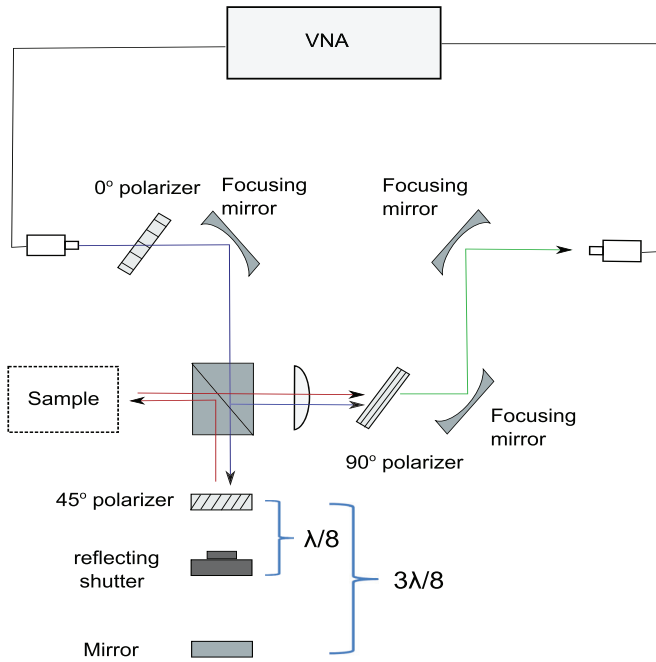 VNA
0° polarizer
Focusing
mirror
Focusing
mirror
Sample
Focusing
mirror
90° polarizer
45° polarizer
λ/8
reflecting
shutter
3λ/8
Mirror